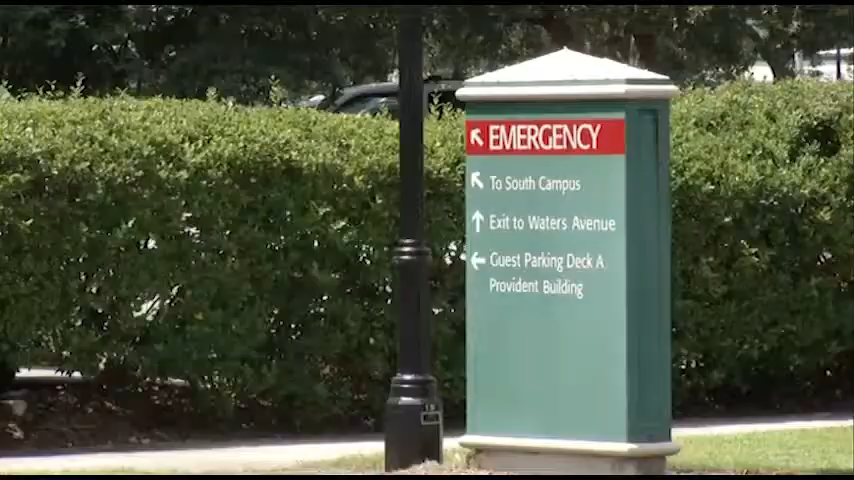 EMERGENCY
To South Campus
Exit to Waters Avenue
Guest Parking Deck A
Provident Building